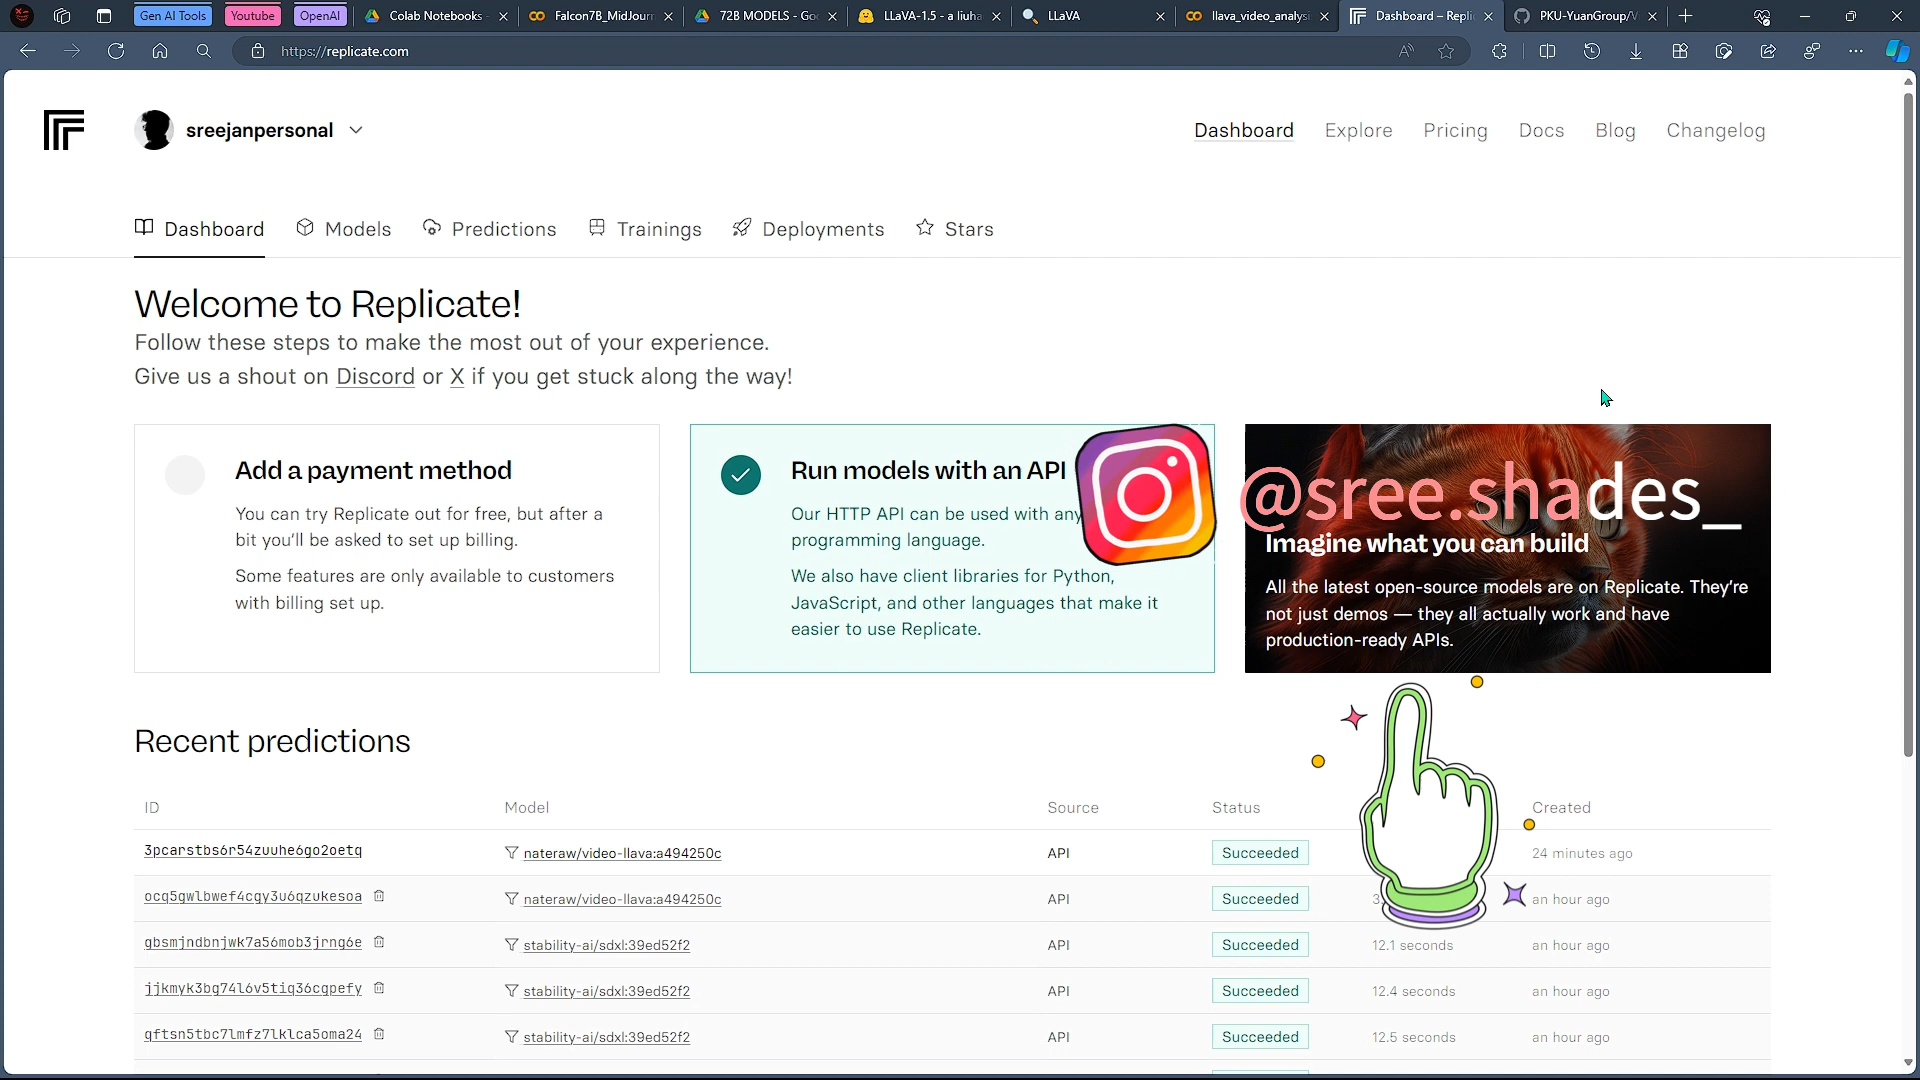 Gen AI Tools
Youtube
OpenAI
Colab Notebooks
Falcon7B_MidJourn
72B MODELS - Go
LLaVA-1.5 - a liuha
LLaVA
llava_video_analysi
Dashboard – Repli
PKU-YuanGroup/V
https://replicate.com
sreejanpersonal
Dashboard
Explore
Pricing
Docs
Blog
Changelog
Dashboard
Models
Predictions
Trainings
Deployments
Stars
Welcome to Replicate!
Follow these steps to make the most out of your experience.
Give us a shout on Discord or X if you get stuck along the way!
Add a payment method
You can try Replicate out for free, but after a
bit you'll be asked to set up billing.
Some features are only available to customers
with billing set up.
Run models with an API
Our HTTP API can be used with any
programming language.
We also have client libraries for Python,
JavaScript, and other languages that make it
easier to use Replicate.
@sree.shades_
Imagine what you can build
All the latest open-source models are on Replicate. They're
not just demos — they all actually work and have
production-ready APIs.
Recent predictions
ID Model Source Status Created
3pcarstbs6r54zuuhe6go2oetq nateraw/video-llava:a494250c API Succeeded 24 minutes ago
ocq5gwlbwef4cgy3u6qzukesoa nateraw/video-llava:a494250c API Succeeded an hour ago
gbsmjndbnjwk7a56mob3jrng6e stability-ai/sdxl:39ed52f2 API Succeeded 12.1 seconds an hour ago
jjkmyk3bg74l6v5tiq36cgpefy stability-ai/sdxl:39ed52f2 API Succeeded 12.4 seconds an hour ago
gftsn5tbc7lmfz7lklca5oma24 stability-ai/sdxl:39ed52f2 API Succeeded 12.5 seconds an hour ago